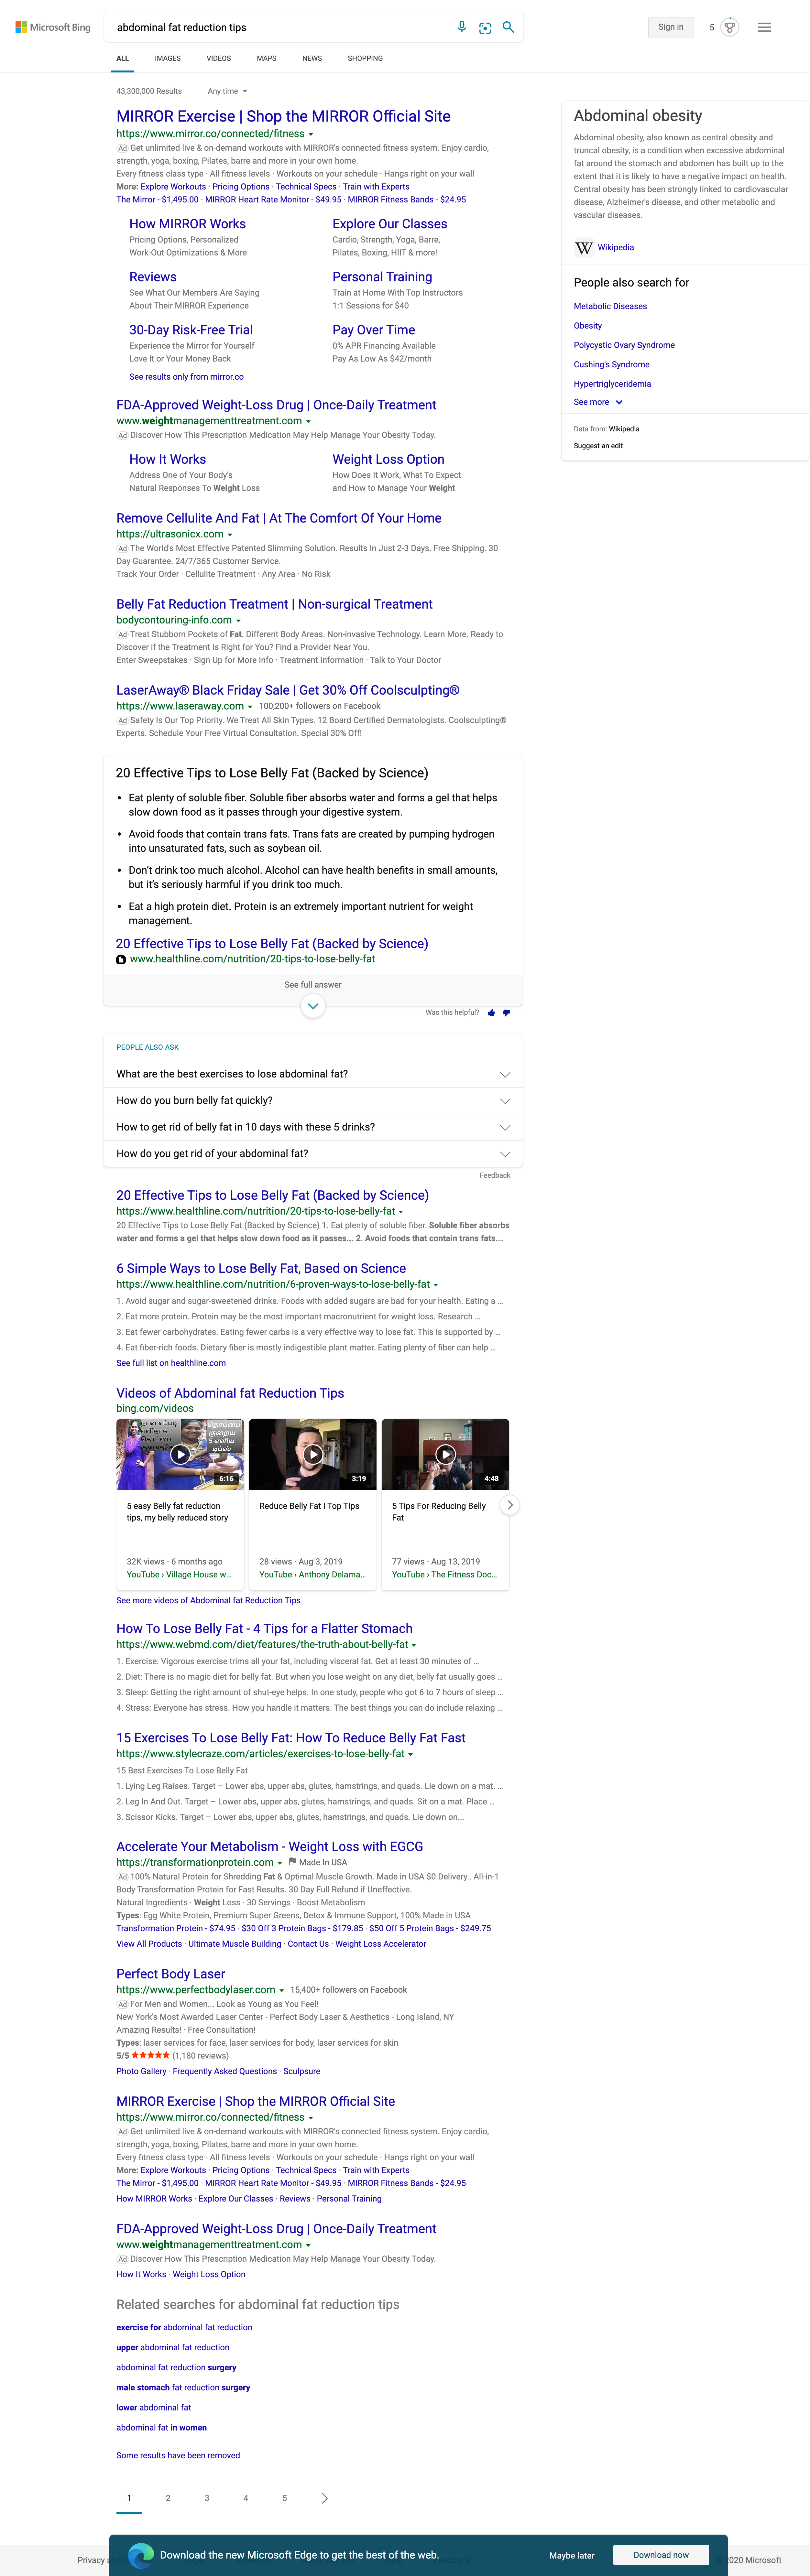 Microsoft Bing
abdominal fat reduction tips
Sign in
5
ALL
IMAGES
VIDEOS
MAPS
NEWS
SHOPPING
43,300,000 Results
Any time
MIRROR Exercise | Shop the MIRROR Official Site
https://www.mirror.co/connected/fitness
Ad Get unlimited live & on-demand workouts with MIRROR's connected fitness system. Enjoy cardio,
strength, yoga, boxing, Pilates, barre and more in your own home.
Every fitness class type · All fitness levels · Workouts on your schedule · Hangs right on your wall
More: Explore Workouts · Pricing Options · Technical Specs · Train with Experts
The Mirror - $1,495.00 · MIRROR Heart Rate Monitor - $49.95 · MIRROR Fitness Bands - $24.95
How MIRROR Works
Pricing Options, Personalized
Work-Out Optimizations & More
Explore Our Classes
Cardio, Strength, Yoga, Barre,
Pilates, Boxing, HIIT & more!
Reviews
See What Our Members Are Saying
About Their MIRROR Experience
Personal Training
Train at Home With Top Instructors
1:1 Sessions for $40
30-Day Risk-Free Trial
Experience the Mirror for Yourself
Love It or Your Money Back
Pay Over Time
0% APR Financing Available
Pay As Low As $42/month
See results only from mirror.co
FDA-Approved Weight-Loss Drug | Once-Daily Treatment
www.weightmanagementtreatment.com
Ad Discover How This Prescription Medication May Help Manage Your Obesity Today.
How It Works
Address One of Your Body's
Natural Responses To Weight Loss
Weight Loss Option
How Does It Work, What To Expect
and How to Manage Your Weight
Remove Cellulite And Fat | At The Comfort Of Your Home
https://ultrasonicx.com
Ad The World's Most Effective Patented Slimming Solution. Results In Just 2-3 Days. Free Shipping. 30
Day Guarantee. 24/7/365 Customer Service.
Track Your Order · Cellulite Treatment · Any Area · No Risk
Belly Fat Reduction Treatment | Non-surgical Treatment
bodycontouring-info.com
Ad Treat Stubborn Pockets of Fat. Different Body Areas. Non-invasive Technology. Learn More. Ready to
Discover if the Treatment Is Right for You? Find a Provider Near You.
Enter Sweepstakes · Sign Up for More Info · Treatment Information · Talk to Your Doctor
LaserAway® Black Friday Sale | Get 30% Off Coolsculpting®
https://www.laseraway.com 100,200+ followers on Facebook
Ad Safety Is Our Top Priority. We Treat All Skin Types. 12 Board Certified Dermatologists. Coolsculpting®
Experts. Schedule Your Free Virtual Consultation. Special 30% Off!
20 Effective Tips to Lose Belly Fat (Backed by Science)
• Eat plenty of soluble fiber. Soluble fiber absorbs water and forms a gel that helps
slow down food as it passes through your digestive system.
• Avoid foods that contain trans fats. Trans fats are created by pumping hydrogen
into unsaturated fats, such as soybean oil.
• Don't drink too much alcohol. Alcohol can have health benefits in small amounts,
but it's seriously harmful if you drink too much.
• Eat a high protein diet. Protein is an extremely important nutrient for weight
management.
20 Effective Tips to Lose Belly Fat (Backed by Science)
www.healthline.com/nutrition/20-tips-to-lose-belly-fat
See full answer
Was this helpful?
PEOPLE ALSO ASK
What are the best exercises to lose abdominal fat?
How do you burn belly fat quickly?
How to get rid of belly fat in 10 days with these 5 drinks?
How do you get rid of your abdominal fat?
Feedback
20 Effective Tips to Lose Belly Fat (Backed by Science)
https://www.healthline.com/nutrition/20-tips-to-lose-belly-fat
20 Effective Tips to Lose Belly Fat (Backed by Science) 1. Eat plenty of soluble fiber. Soluble fiber absorbs
water and forms a gel that helps slow down food as it passes... 2. Avoid foods that contain trans fats...
6 Simple Ways to Lose Belly Fat, Based on Science
https://www.healthline.com/nutrition/6-proven-ways-to-lose-belly-fat
1. Avoid sugar and sugar-sweetened drinks. Foods with added sugars are bad for your health. Eating a ...
2. Eat more protein. Protein may be the most important macronutrient for weight loss. Research ...
3. Eat fewer carbohydrates. Eating fewer carbs is a very effective way to lose fat. This is supported by ...
4. Eat fiber-rich foods. Dietary fiber is mostly indigestible plant matter. Eating plenty of fiber can help ...
See full list on healthline.com
Videos of Abdominal fat Reduction Tips
bing.com/videos
6:16
3:19
4:48
5 easy Belly fat reduction
tips, my belly reduced story
32K views · 6 months ago
YouTube › Village House w...
Reduce Belly Fat I Top Tips
28 views · Aug 3, 2019
YouTube › Anthony Delama...
5 Tips For Reducing Belly
Fat
77 views · Aug 13, 2019
YouTube › The Fitness Doc...
See more videos of Abdominal fat Reduction Tips
How To Lose Belly Fat - 4 Tips for a Flatter Stomach
https://www.webmd.com/diet/features/the-truth-about-belly-fat
1. Exercise: Vigorous exercise trims all your fat, including visceral fat. Get at least 30 minutes of ...
2. Diet: There is no magic diet for belly fat. But when you lose weight on any diet, belly fat usually goes ...
3. Sleep: Getting the right amount of shut-eye helps. In one study, people who got 6 to 7 hours of sleep ...
4. Stress: Everyone has stress. How you handle it matters. The best things you can do include relaxing ...
15 Exercises To Lose Belly Fat: How To Reduce Belly Fat Fast
https://www.stylecraze.com/articles/exercises-to-lose-belly-fat
15 Best Exercises To Lose Belly Fat
1. Lying Leg Raises. Target – Lower abs, upper abs, glutes, hamstrings, and quads. Lie down on a mat. ...
2. Leg In And Out. Target – Lower abs, upper abs, glutes, hamstrings, and quads. Sit on a mat. Place ...
3. Scissor Kicks. Target – Lower abs, upper abs, glutes, hamstrings, and quads. Lie down on...
Accelerate Your Metabolism - Weight Loss with EGCG
https://transformationprotein.com Made In USA
Ad 100% Natural Protein for Shredding Fat & Optimal Muscle Growth. Made in USA $0 Delivery.. All-in-1
Body Transformation Protein for Fast Results. 30 Day Full Refund if Uneffective.
Natural Ingredients · Weight Loss · 30 Servings · Boost Metabolism
Types: Egg White Protein, Premium Super Greens, Detox & Immune Support, 100% Made in USA
Transformation Protein - $74.95 · $30 Off 3 Protein Bags - $179.85 · $50 Off 5 Protein Bags - $249.75
View All Products · Ultimate Muscle Building · Contact Us · Weight Loss Accelerator
Perfect Body Laser
https://www.perfectbodylaser.com 15,400+ followers on Facebook
Ad For Men and Women... Look as Young as You Feel!
New York's Most Awarded Laser Center - Perfect Body Laser & Aesthetics - Long Island, NY
Amazing Results! · Free Consultation!
Types: laser services for face, laser services for body, laser services for skin
5/5 ★★★★★ (1,180 reviews)
Photo Gallery · Frequently Asked Questions · Sculpsure
MIRROR Exercise | Shop the MIRROR Official Site
https://www.mirror.co/connected/fitness
Ad Get unlimited live & on-demand workouts with MIRROR's connected fitness system. Enjoy cardio,
strength, yoga, boxing, Pilates, barre and more in your own home.
Every fitness class type · All fitness levels · Workouts on your schedule · Hangs right on your wall
More: Explore Workouts · Pricing Options · Technical Specs · Train with Experts
The Mirror - $1,495.00 · MIRROR Heart Rate Monitor - $49.95 · MIRROR Fitness Bands - $24.95
How MIRROR Works · Explore Our Classes · Reviews · Personal Training
FDA-Approved Weight-Loss Drug | Once-Daily Treatment
www.weightmanagementtreatment.com
Ad Discover How This Prescription Medication May Help Manage Your Obesity Today.
How It Works · Weight Loss Option
Related searches for abdominal fat reduction tips
exercise for abdominal fat reduction
upper abdominal fat reduction
abdominal fat reduction surgery
male stomach fat reduction surgery
lower abdominal fat
abdominal fat in women
Some results have been removed
1 2 3 4 5
Abdominal obesity
Abdominal obesity, also known as central obesity and
truncal obesity, is a condition when excessive abdominal
fat around the stomach and abdomen has built up to the
extent that it is likely to have a negative impact on health.
Central obesity has been strongly linked to cardiovascular
disease, Alzheimer's disease, and other metabolic and
vascular diseases.
W Wikipedia
People also search for
Metabolic Diseases
Obesity
Polycystic Ovary Syndrome
Cushing's Syndrome
Hypertriglyceridemia
See more
Data from: Wikipedia
Suggest an edit
Download the new Microsoft Edge to get the best of the web.
Maybe later
Download now
Privacy
2020 Microsoft